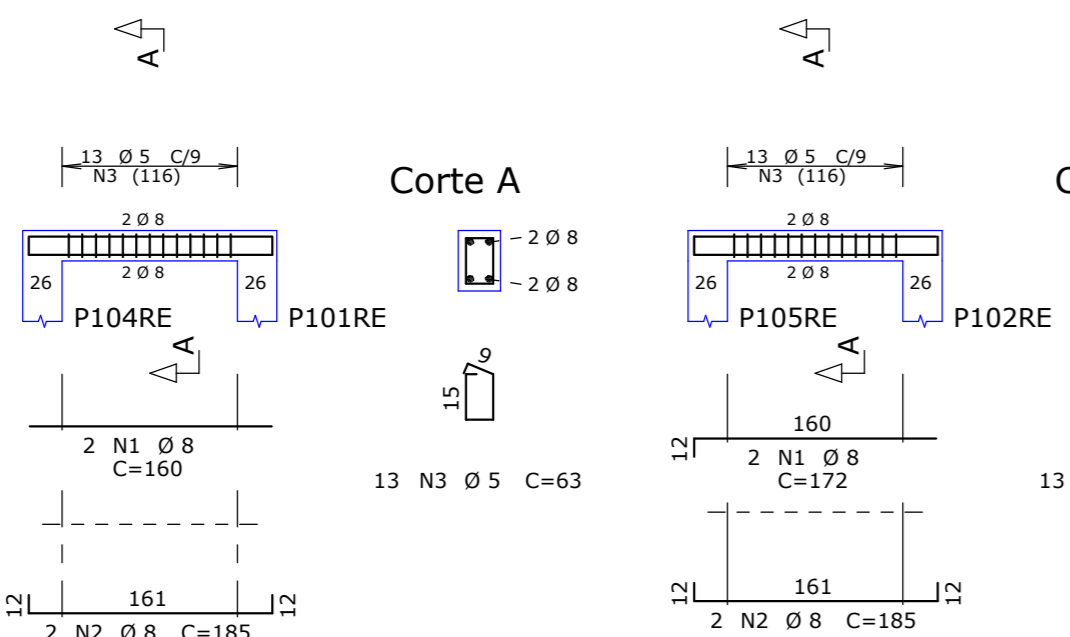 A
A
13 Ø 5 C/9
N3 (116)
Corte A
13 Ø 5 C/9
N3 (116)
2 Ø 8
2 Ø 8
2 Ø 8
2 Ø 8
2 Ø 8
2 Ø 8
26
26
26
26
P104RE
P101RE
P105RE
P102RE
A
A
9
15
2 N1 Ø 8
C=160
160
12
2 N1 Ø 8
C=172
13 N3 Ø 5 C=63
13
12
161
12
2 N2 Ø 8 C=185
12
161
12
2 N2 Ø 8 C=185